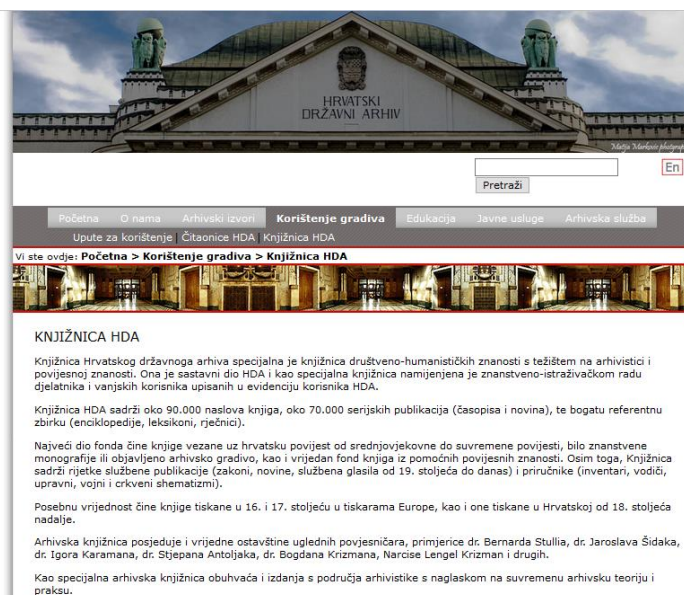 HRVATSKI
DRŽAVNI ARHIV
Matija Markovic photograp
En
Pretraži
Početna O nama Arhivski izvori Korištenje gradiva Edukacija Javne usluge Arhivska služba
Upute za korištenje | Čitaonice HDA | Knjižnica HDA
Vi ste ovdje: Početna > Korištenje gradiva > Knjižnica HDA
KNJIŽNICA HDA
Knjižnica Hrvatskog državnoga arhiva specijalna je knjižnica društveno-humanističkih znanosti s težištem na arhivistici i
povijesnoj znanosti. Ona je sastavni dio HDA i kao specijalna knjižnica namijenjena je znanstveno-istraživačkom radu
djelatnika i vanjskih korisnika upisanih u evidenciju korisnika HDA.
Knjižnica HDA sadrži oko 90.000 naslova knjiga, oko 70.000 serijskih publikacija (časopisa i novina), te bogatu referentnu
zbirku (enciklopedije, leksikoni, rječnici).
Najveći dio fonda čine knjige vezane uz hrvatsku povijest od srednjovjekovne do suvremene povijesti, bilo znanstvene
monografije ili objavljeno arhivsko gradivo, kao i vrijedan fond knjiga iz pomoćnih povijesnih znanosti. Osim toga, Knjižnica
sadrži rijetke službene publikacije (zakoni, novine, službena glasila od 19. stoljeća do danas) i priručnike (inventari, vodiči,
upravni, vojni i crkveni shematizmi).
Posebnu vrijednost čine knjige tiskane u 16. i 17. stoljeću u tiskarama Europe, kao i one tiskane u Hrvatskoj od 18. stoljeća
nadalje.
Arhivska knjižnica posjeduje i vrijedne ostavštine uglednih povjesničara, primjerice dr. Bernarda Stullia, dr. Jaroslava Šidaka,
dr. Igora Karamana, dr. Stjepana Antoljaka, dr. Bogdana Krizmana, Narcise Lengel Krizman i drugih.
Kao specijalna arhivska knjižnica obuhvaća i izdanja s područja arhivistike s naglaskom na suvremenu arhivsku teoriju i
praksu.